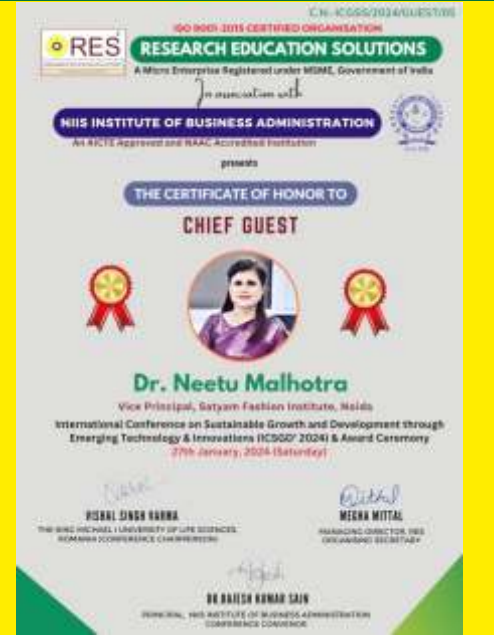 C.N.-ICGSS/2024/GUEST/05
ISO 9001-2015 CERTIFIED ORGANISATION
RES
RESEARCH EDUCATION SOLUTIONS
A Micro Enterprise Registered under MSME, Government of India
In association with
NIIS INSTITUTE OF BUSINESS ADMINISTRATION
An AICTE Approved and NAAC Accredited Institution
presents
THE CERTIFICATE OF HONOR TO
CHIEF GUEST
Dr. Neetu Malhotra
Vice Principal, Satyam Fashion Institute, Noida
International Conference on Sustainable Growth and Development through
Emerging Technology & Innovations (ICSGD' 2024) & Award Ceremony
27th January, 2024 (Saturday)
VISHAL SINGH VARMA
THE KING MICHAEL I UNIVERSITY OF LIFE SCIENCES,
ROMANIA (CONFERENCE CHAIRPERSON)
MEGHA MITTAL
MANAGING DIRECTOR, RES
ORGANISING SECRETARY
DR RAJESH KUMAR SAIN
PRINCIPAL, NIIS INSTITUTE OF BUSINESS ADMINISTRATION
CONFERENCE CONVENOR